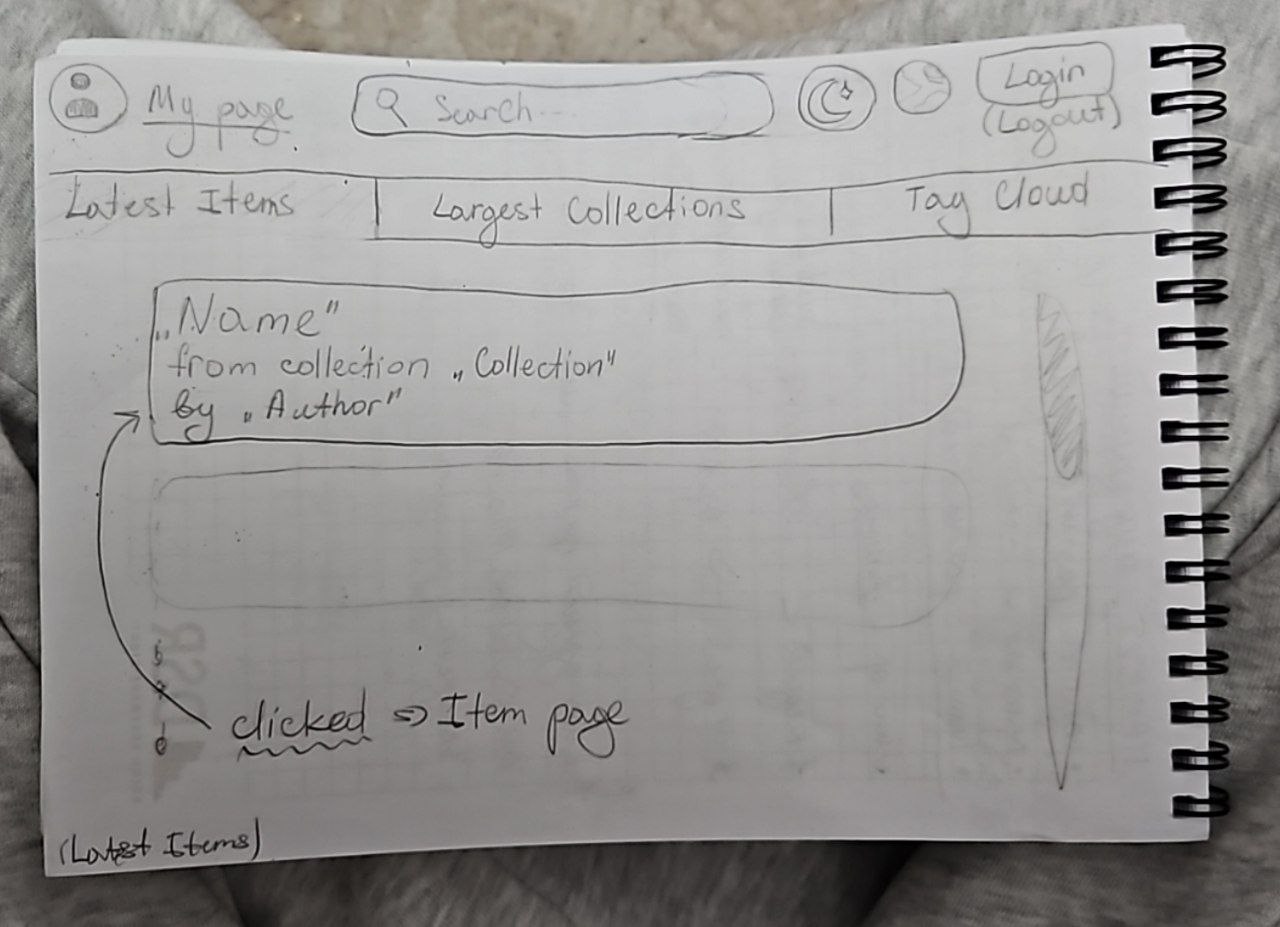 My page
Search...
Login
(Logout)
Latest Items
Largest Collections
Tag Cloud
„Name"
from collection „Collection"
by „Author"
clicked => Item page
(Latest Items)